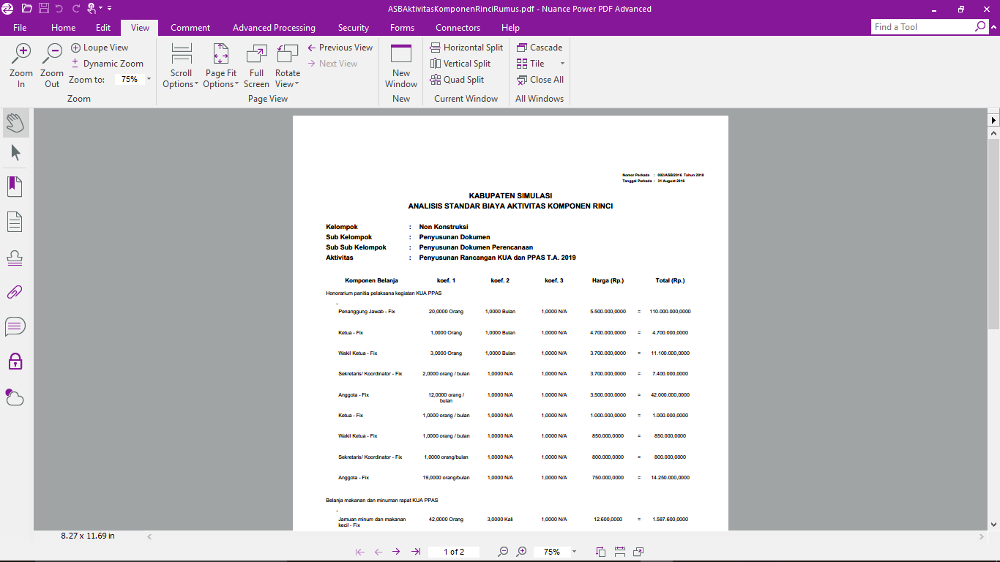 ASBAktivitasKomponenRinciRumus.pdf - Nuance Power PDF Advanced
File Home Edit View Comment Advanced Processing Security Forms Connectors Help Find a Tool
Zoom In
Zoom Out
Loupe View
Dynamic Zoom
Zoom to: 75%
Zoom
Scroll Options
Page Fit Options
Full Screen
Rotate View
Previous View
Next View
Page View
New Window
New
Horizontal Split
Vertical Split
Quad Split
Current Window
Cascade
Tile
Close All
All Windows
Nomor Perkada : 002/ASB/2016 Tahun 2018
Tanggal Perkada : 31 August 2016
KABUPATEN SIMULASI
ANALISIS STANDAR BIAYA AKTIVITAS KOMPONEN RINCI
Kelompok : Non Konstruksi
Sub Kelompok : Penyusunan Dokumen
Sub Sub Kelompok : Penyusunan Dokumen Perencanaan
Aktivitas : Penyusunan Rancangan KUA dan PPAS T.A. 2019
Komponen Belanja koef. 1 koef. 2 koef. 3 Harga (Rp.) Total (Rp.)
Honorarium panitia pelaksana kegiatan KUA PPAS
-
Penanggung Jawab - Fix 20,0000 Orang 1,0000 Bulan 1,0000 N/A 5.500.000,0000 = 110.000.000,0000
Ketua - Fix 1,0000 Orang 1,0000 Bulan 1,0000 N/A 4.700.000,0000 = 4.700.000,0000
Wakil Ketua - Fix 3,0000 Orang 1,0000 Bulan 1,0000 N/A 3.700.000,0000 = 11.100.000,0000
Sekretaris/ Koordinator - Fix 2,0000 orang / bulan 1,0000 N/A 1,0000 N/A 3.700.000,0000 = 7.400.000,0000
Anggota - Fix 12,0000 orang / bulan 1,0000 N/A 1,0000 N/A 3.500.000,0000 = 42.000.000,0000
Ketua - Fix 1,0000 orang / bulan 1,0000 N/A 1,0000 N/A 1.000.000,0000 = 1.000.000,0000
Wakil Ketua - Fix 1,0000 orang / bulan 1,0000 N/A 1,0000 N/A 850.000,0000 = 850.000,0000
Sekretaris/ Koordinator - Fix 1,0000 orang/bulan 1,0000 N/A 1,0000 N/A 800.000,0000 = 800.000,0000
Anggota - Fix 19,0000 orang/bulan 1,0000 N/A 1,0000 N/A 750.000,0000 = 14.250.000,0000
Belanja makanan dan minuman rapat KUA PPAS
-
Jamuan minum dan makanan kecil - Fix 42,0000 Orang 3,0000 Kali 1,0000 N/A 12.600,0000 = 1.587.600,0000
8.27 x 11.69 in
1 of 2 75%